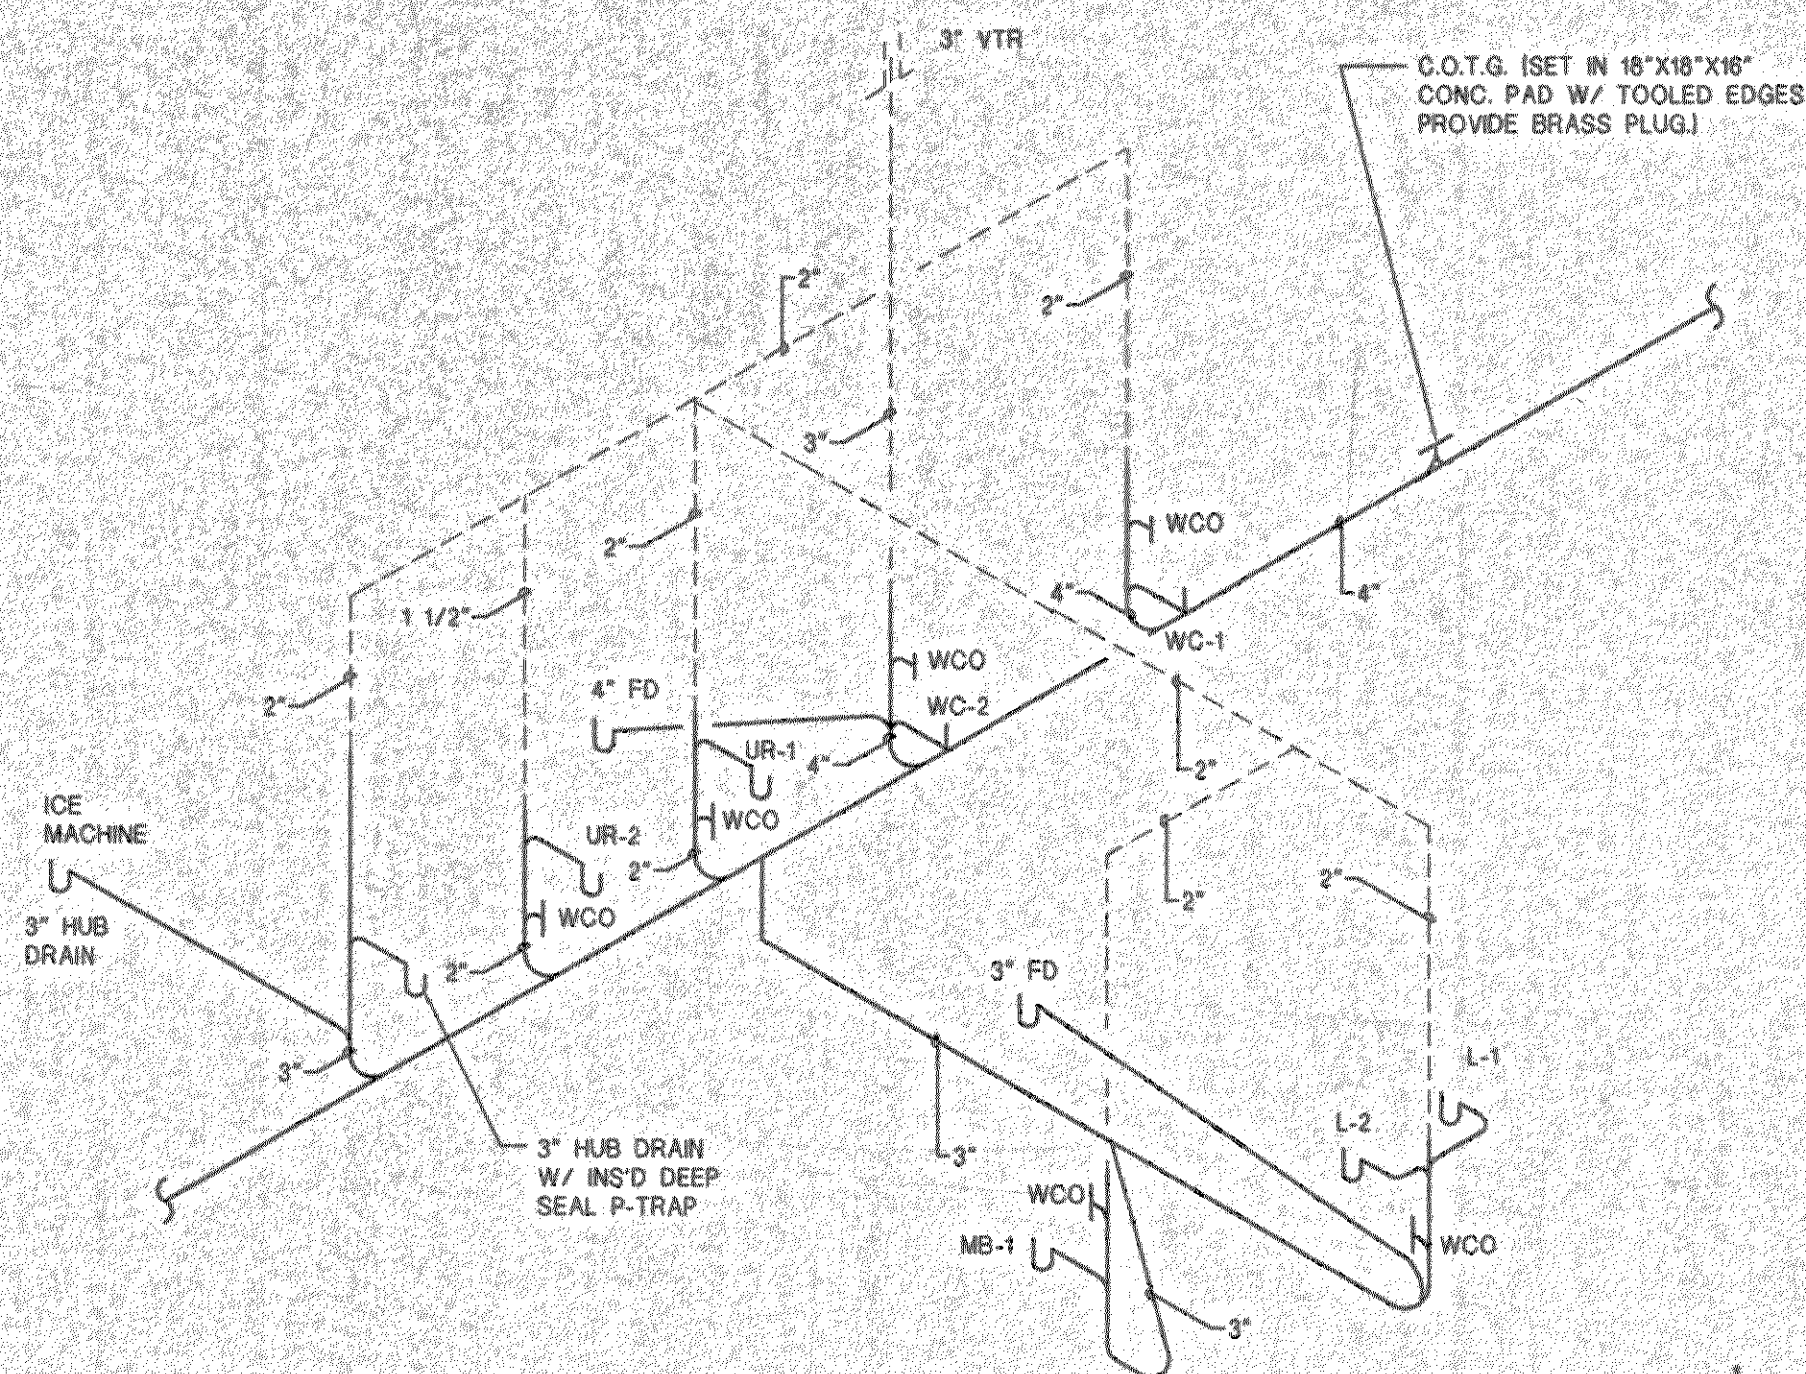 3" VTR
C.O.T.G. (SET IN 18"X18"X16"
CONC. PAD W/ TOOLED EDGES
PROVIDE BRASS PLUG.)
2"
2"
3"
2"
WCO
1 1/2"
4"
4"
WC-1
2"
4" FD
WCO
WC-2
UR-1
4"
2"
ICE
MACHINE
UR-2
WCO
2"
2"
2"
3" HUB
DRAIN
WCO
2"
3" FD
3"
L-1
L-2
3" HUB DRAIN
W/ INS'D DEEP
SEAL P-TRAP
3"
WCO
MB-1
WCO
3"